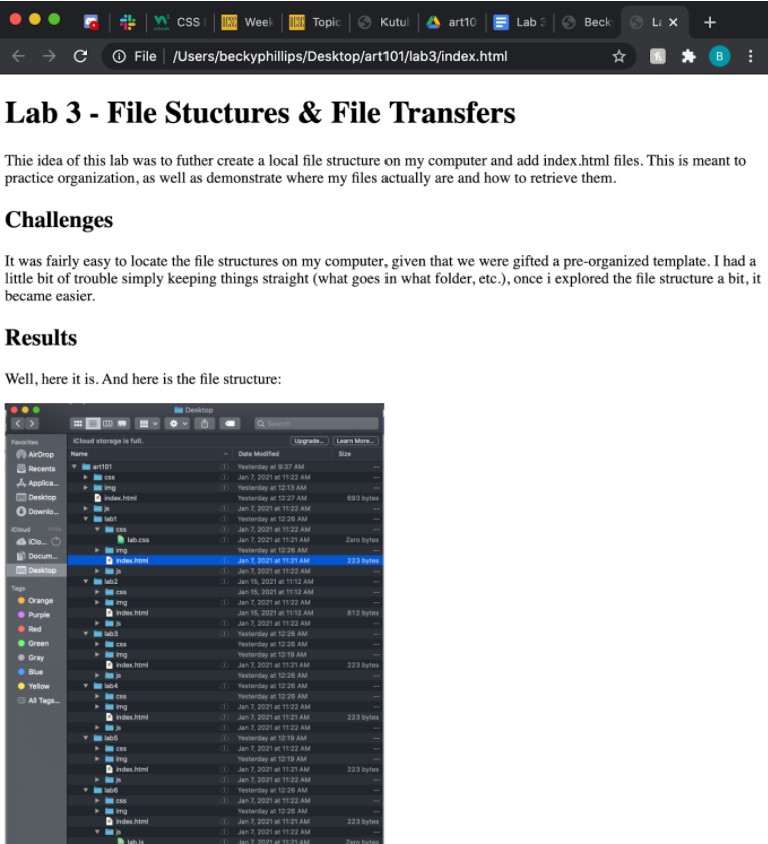 CSS
Week
Topic
Kutul
art10
Lab 3
Beck
La
File | /Users/beckyphillips/Desktop/art101/lab3/index.html
B
Lab 3 - File Stuctures & File Transfers
Thie idea of this lab was to futher create a local file structure on my computer and add index.html files. This is meant to
practice organization, as well as demonstrate where my files actually are and how to retrieve them.
Challenges
It was fairly easy to locate the file structures on my computer, given that we were gifted a pre-organized template. I had a
little bit of trouble simply keeping things straight (what goes in what folder, etc.), once i explored the file structure a bit, it
became easier.
Results
Well, here it is. And here is the file structure:
Desktop
Search
iCloud storage is full. Upgrade... Learn More...
Name Date Modified Size
Favorites
AirDrop
Recents
Applica...
Desktop
Downlo...
iCloud
iClo...
Docum...
Desktop
Tags
Orange
Purple
Red
Green
Gray
Blue
Yellow
All Tags...
art101 Yesterday at 9:37 AM --
css Jan 7, 2021 at 11:22 AM --
img Yesterday at 12:13 AM --
index.html Yesterday at 12:27 AM 693 bytes
js Jan 7, 2021 at 11:22 AM --
lab1 Yesterday at 12:26 AM --
css Jan 7, 2021 at 11:22 AM --
lab.css Jan 7, 2021 at 11:21 AM Zero bytes
img Yesterday at 12:26 AM --
index.html Jan 7, 2021 at 11:21 AM 223 bytes
js Jan 7, 2021 at 11:22 AM --
lab2 Jan 15, 2021 at 11:12 AM --
css Jan 15, 2021 at 11:12 AM --
img Jan 7, 2021 at 11:22 AM --
index.html Jan 15, 2021 at 11:12 AM 812 bytes
js Jan 7, 2021 at 11:22 AM --
lab3 Yesterday at 12:26 AM --
css Yesterday at 12:26 AM --
img Yesterday at 12:19 AM --
index.html Jan 7, 2021 at 11:21 AM 223 bytes
js Yesterday at 12:26 AM --
lab4 Yesterday at 12:26 AM --
css Yesterday at 12:26 AM --
img Jan 7, 2021 at 11:22 AM --
index.html Jan 7, 2021 at 11:21 AM 223 bytes
js Jan 7, 2021 at 11:22 AM --
lab5 Yesterday at 12:19 AM --
css Jan 7, 2021 at 11:22 AM --
img Yesterday at 12:19 AM --
index.html Jan 7, 2021 at 11:21 AM 223 bytes
js Jan 7, 2021 at 11:22 AM --
lab6 Yesterday at 12:26 AM --
css Jan 7, 2021 at 11:22 AM --
img Yesterday at 12:26 AM --
index.html Jan 7, 2021 at 11:21 AM 223 bytes
js Jan 7, 2021 at 11:22 AM --
lab.js Jan 7, 2021 at 11:21 AM Zero bytes